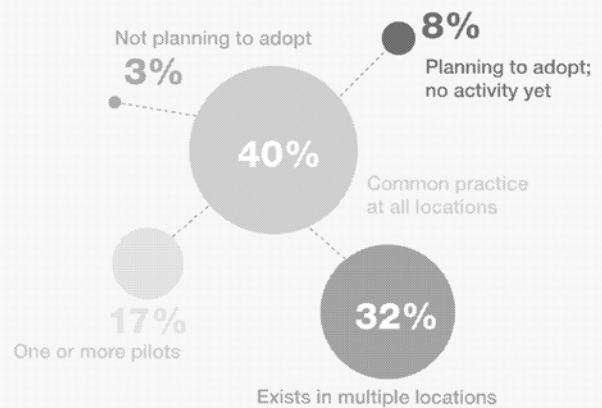 Not planning to adopt
3%
8%
Planning to adopt;
no activity yet
40%
Common practice
at all locations
17%
One or more pilots
32%
Exists in multiple locations